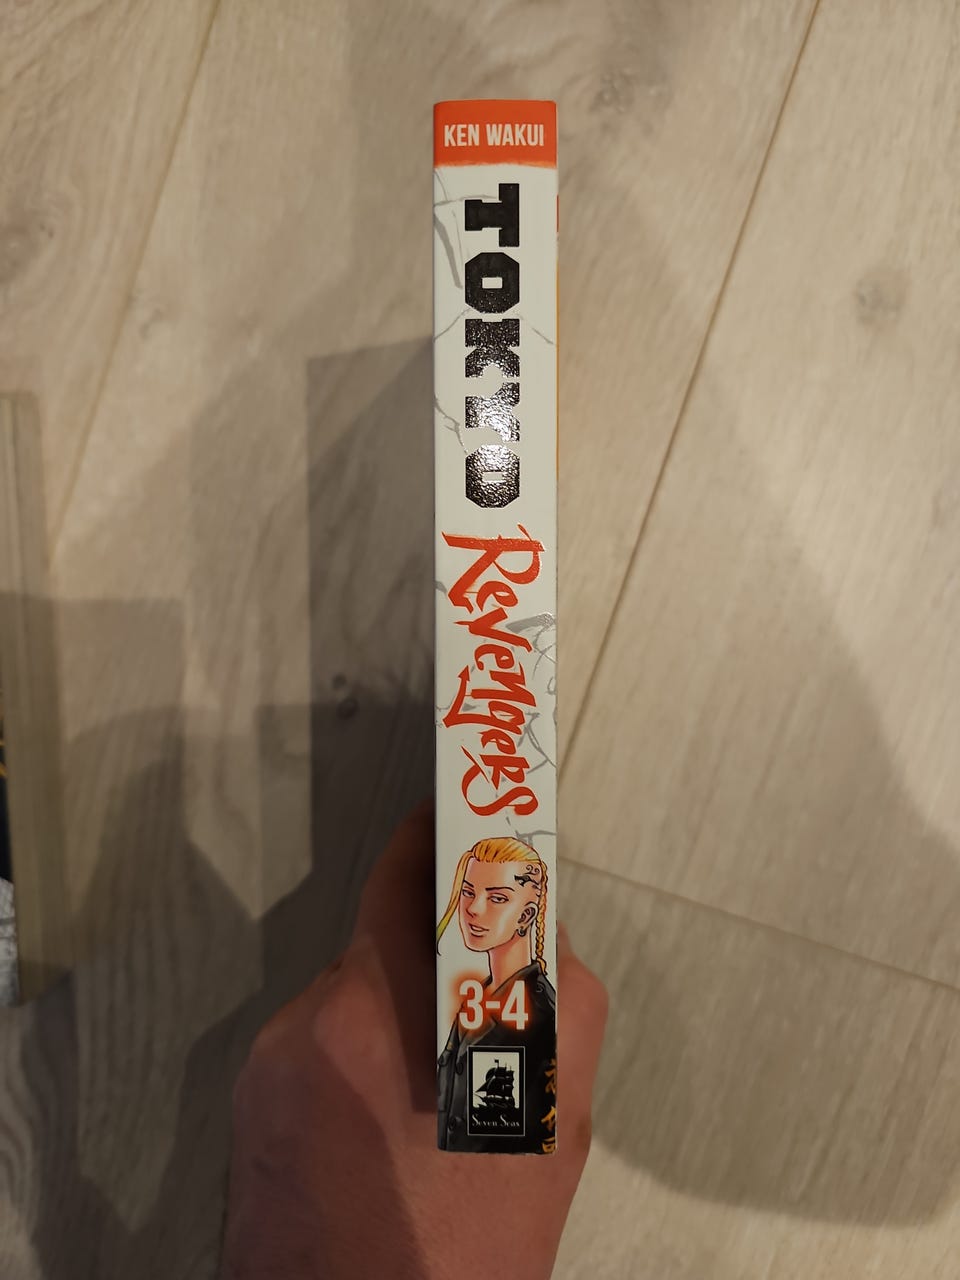 KEN WAKUI
TOKYO
Revengers
3-4
Seven Seas